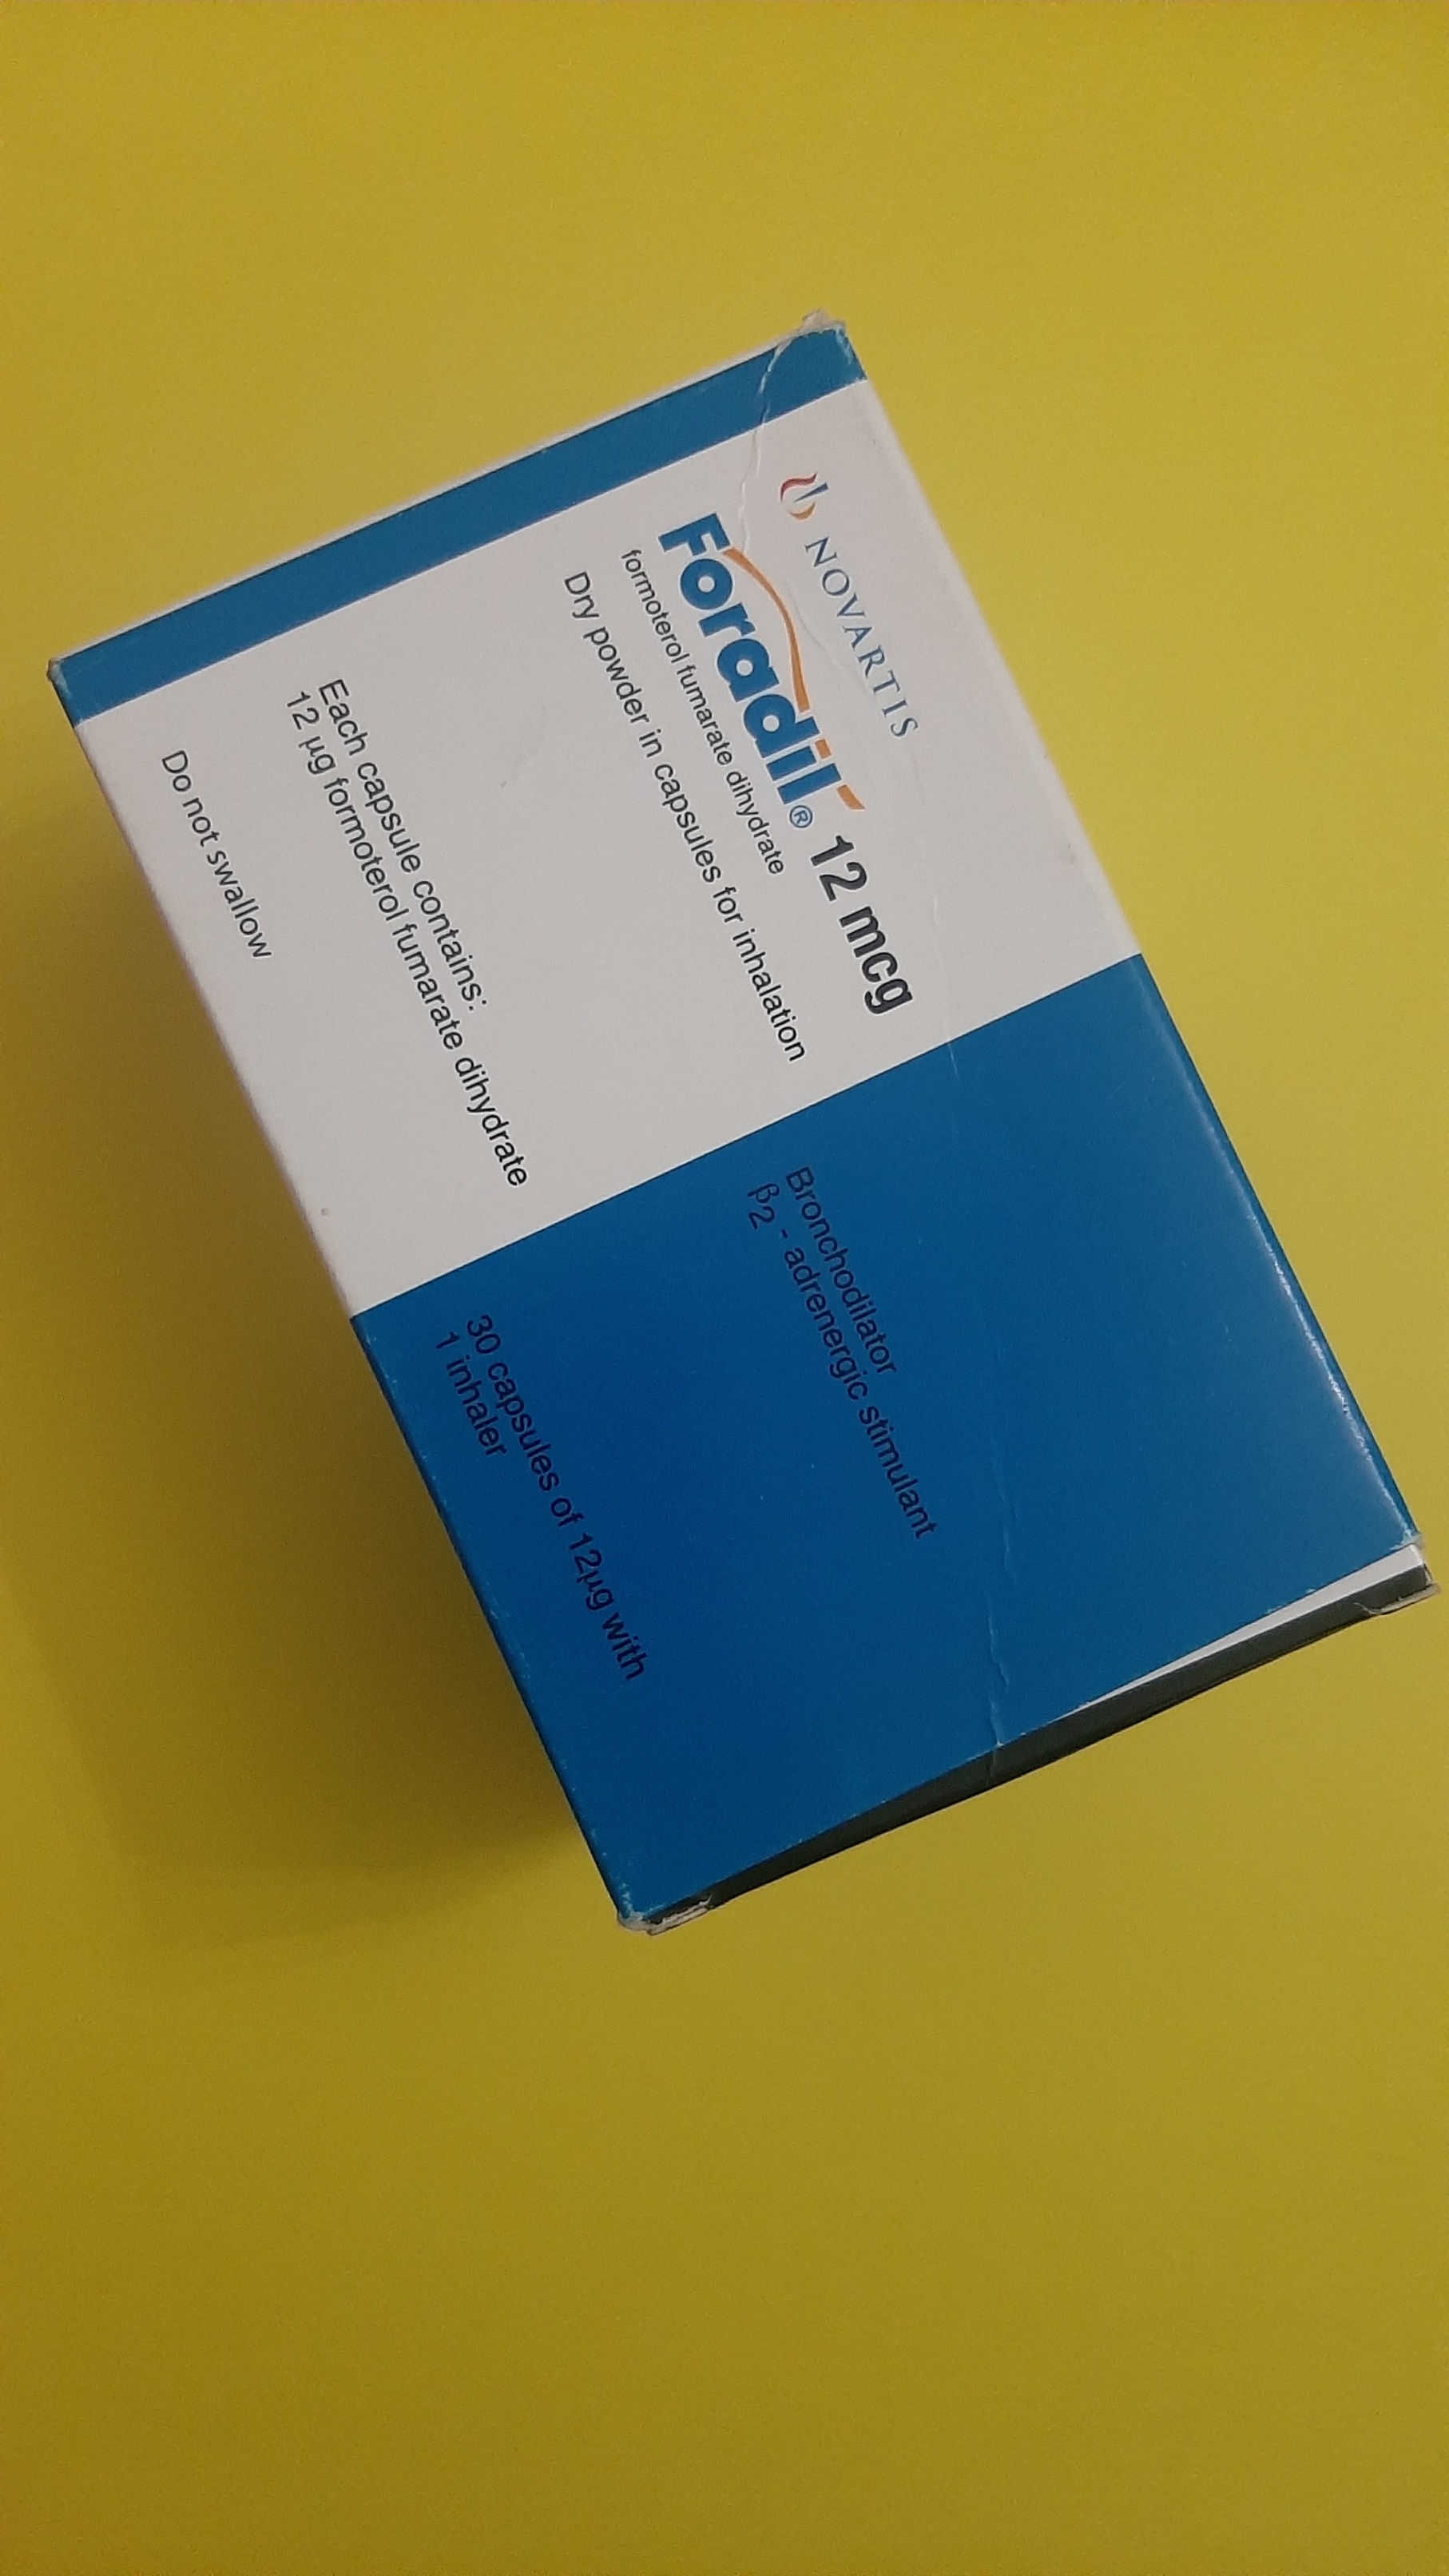 NOVARTIS
Foradil® 12 mcg
formoterol fumarate dihydrate
Dry powder in capsules for inhalation
Each capsule contains:
12 µg formoterol fumarate dihydrate
Do not swallow
Bronchodilator
β2 - adrenergic stimulant
30 capsules of 12µg with
1 inhaler